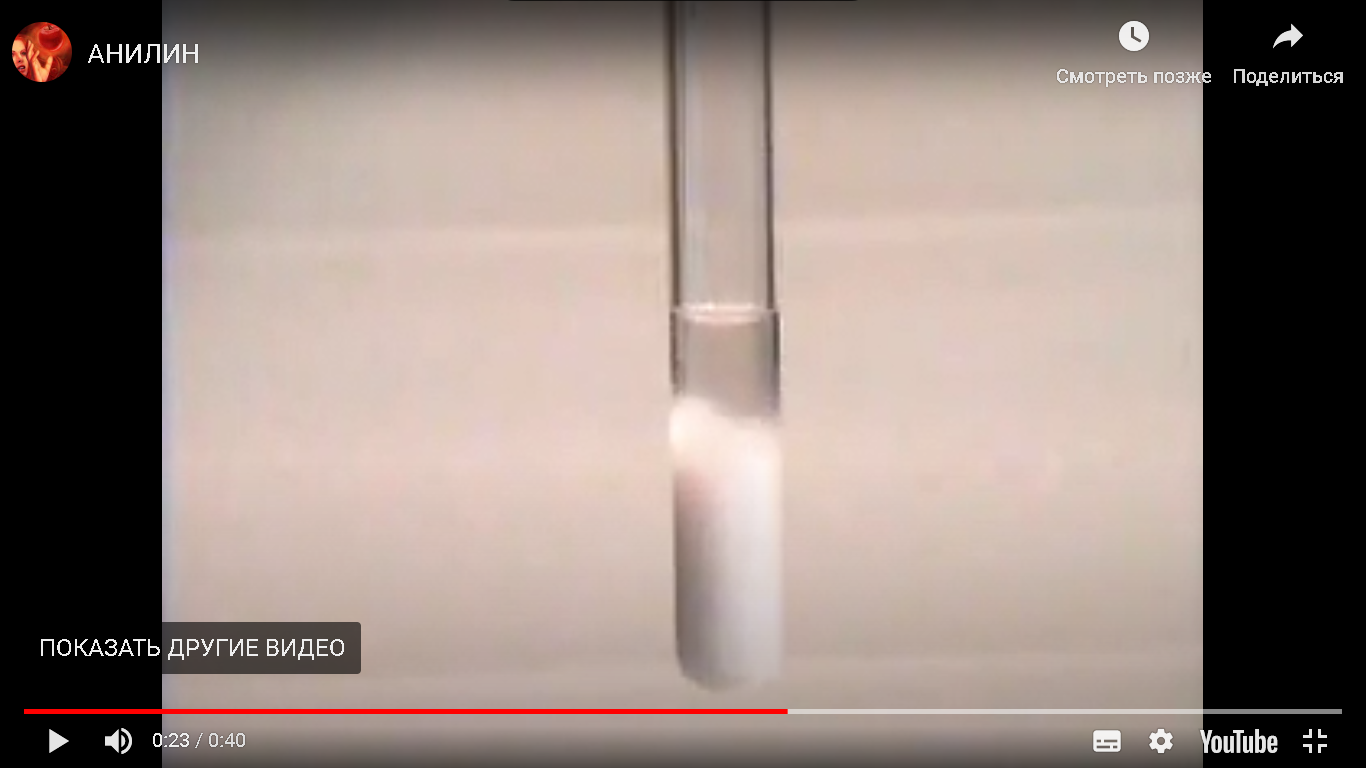 АНИЛИН
Смотреть позже
Поделиться
ПОКАЗАТЬ ДРУГИЕ ВИДЕО
0:23 / 0:40
YouTube